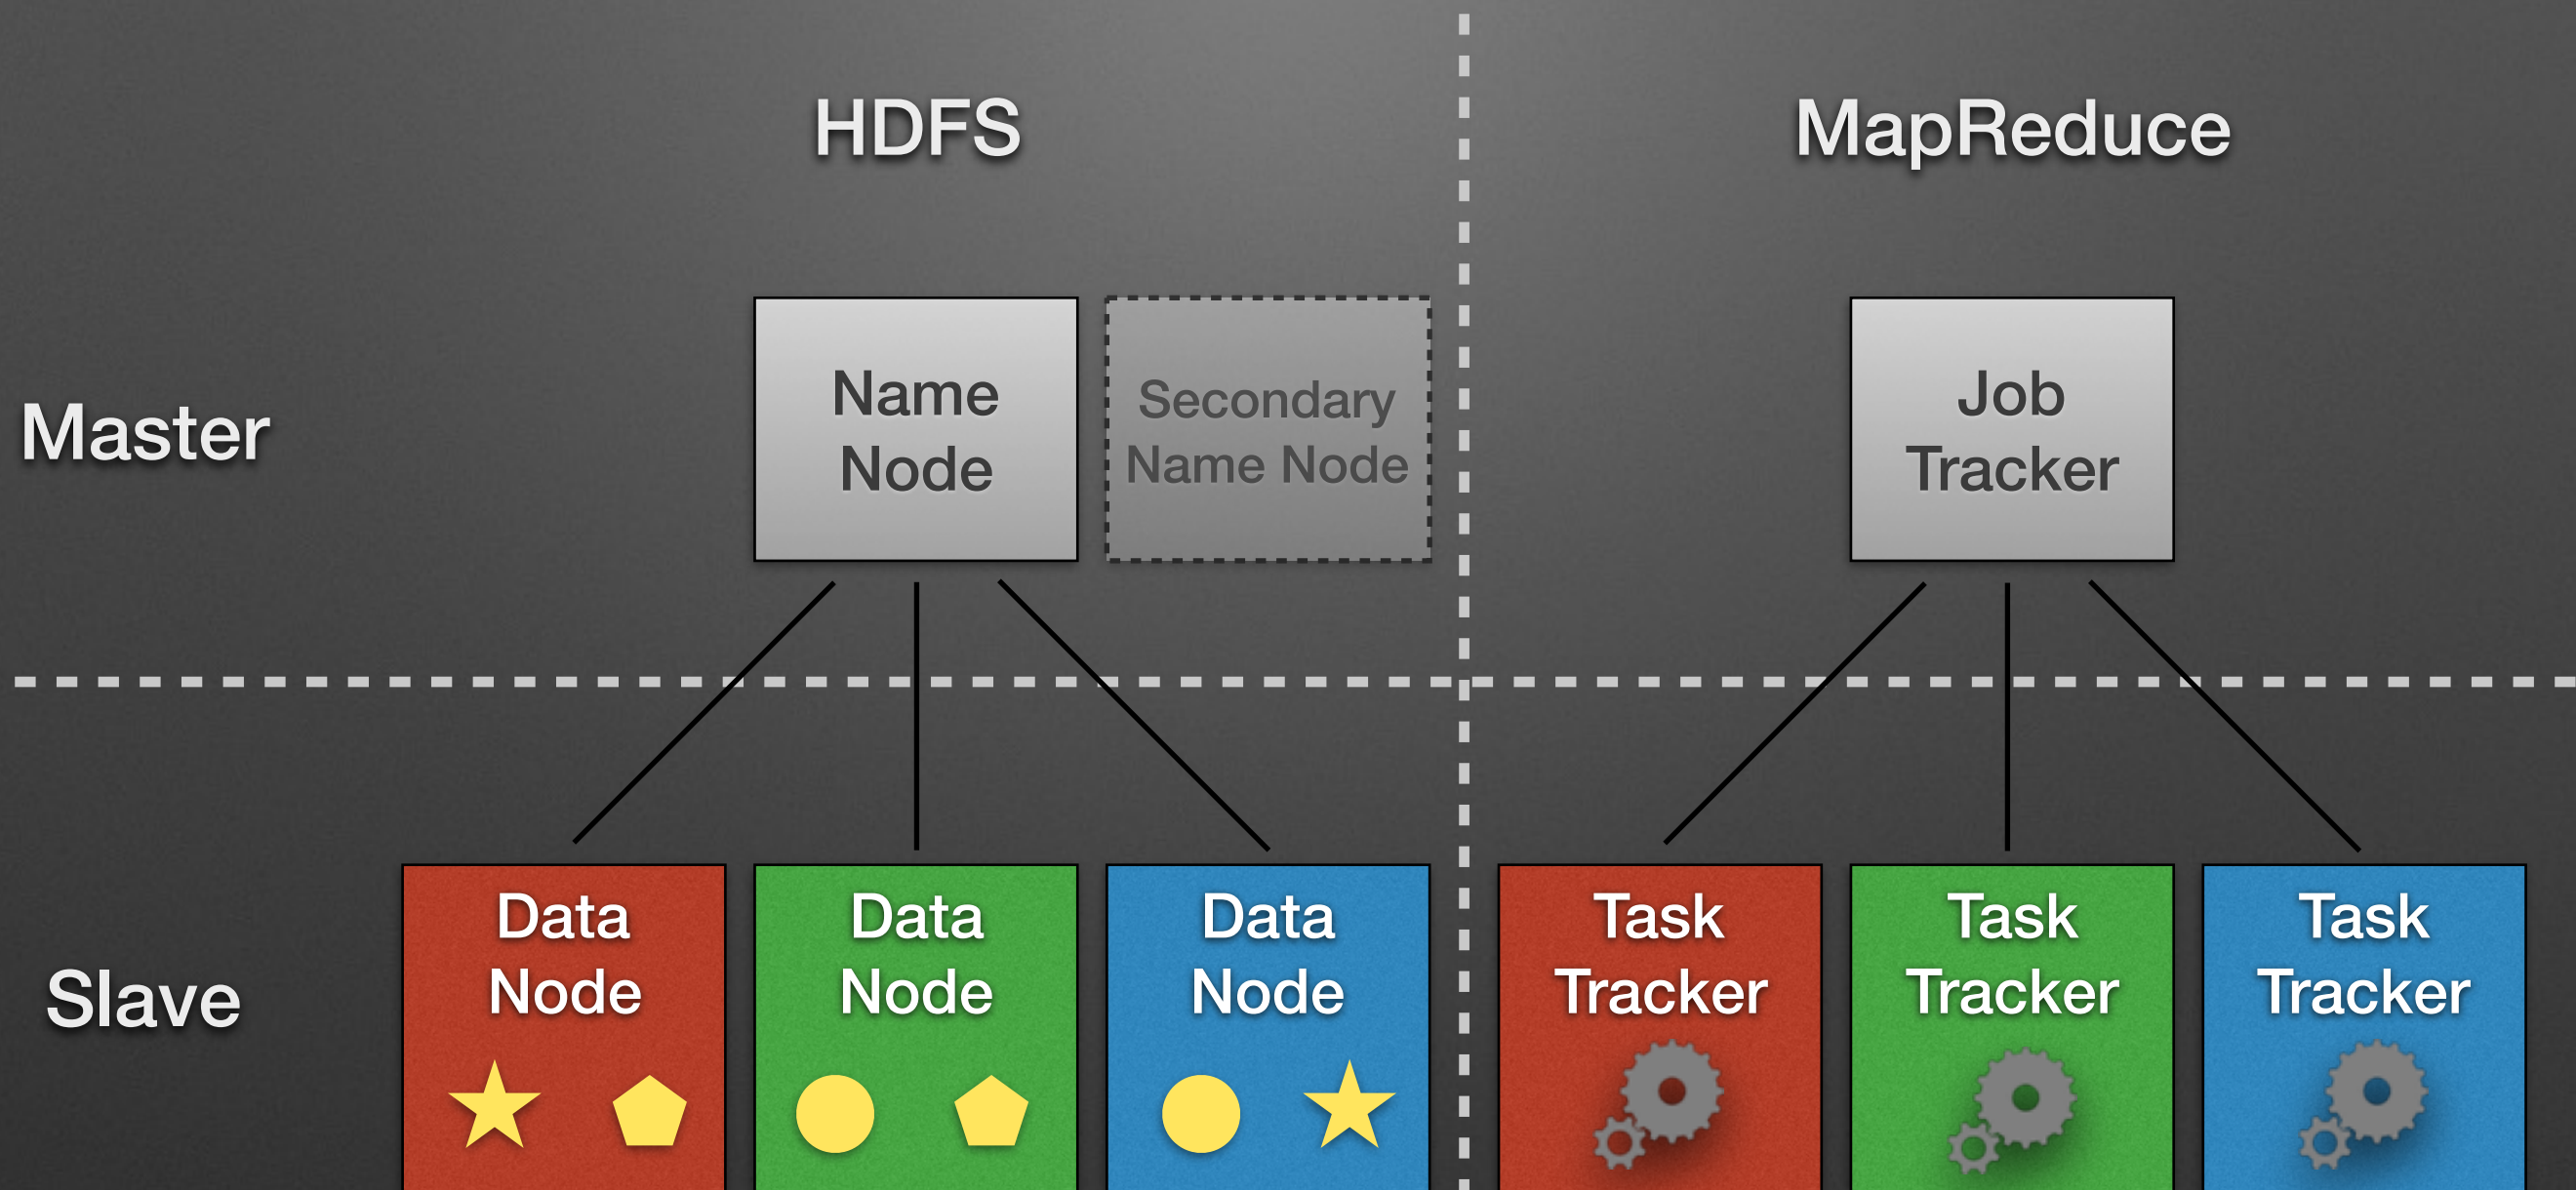 HDFS
MapReduce
Master
Name
Node
Secondary
Name Node
Job
Tracker
Slave
Data
Node
Data
Node
Data
Node
Task
Tracker
Task
Tracker
Task
Tracker